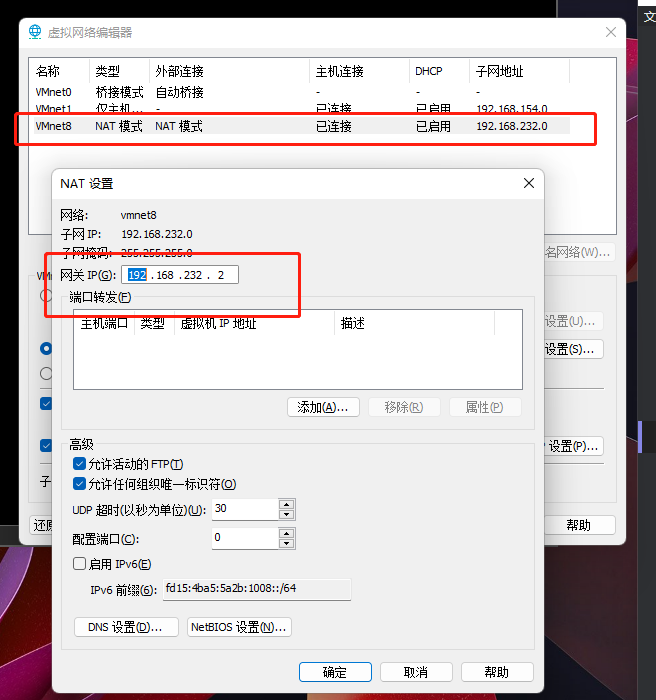 文
虚拟网络编辑器
名称 类型 外部连接 主机连接 DHCP 子网地址
VMnet0 桥接模式 自动桥接 - - -
VMnet1 仅主机... - 已连接 已启用 192.168.154.0
VMnet8 NAT 模式 NAT 模式 已连接 已启用 192.168.232.0
NAT 设置
网络: vmnet8
子网 IP: 192.168.232.0
子网掩码: 255.255.255.0
名网络(W)...
网关 IP(G): 192 . 168 . 232 . 2
端口转发(F)
主机端口 类型 虚拟机 IP 地址 描述
设置(U)...
设置(S)...
添加(A)... 移除(R) 属性(P)
高级
设置(P)...
允许活动的 FTP(T)
允许任何组织唯一标识符(O)
子
UDP 超时(以秒为单位)(U): 30
还原
帮助
配置端口(C): 0
启用 IPv6(E)
IPv6 前缀(6): fd15:4ba5:5a2b:1008::/64
DNS 设置(D)... NetBIOS 设置(N)...
确定 取消 帮助